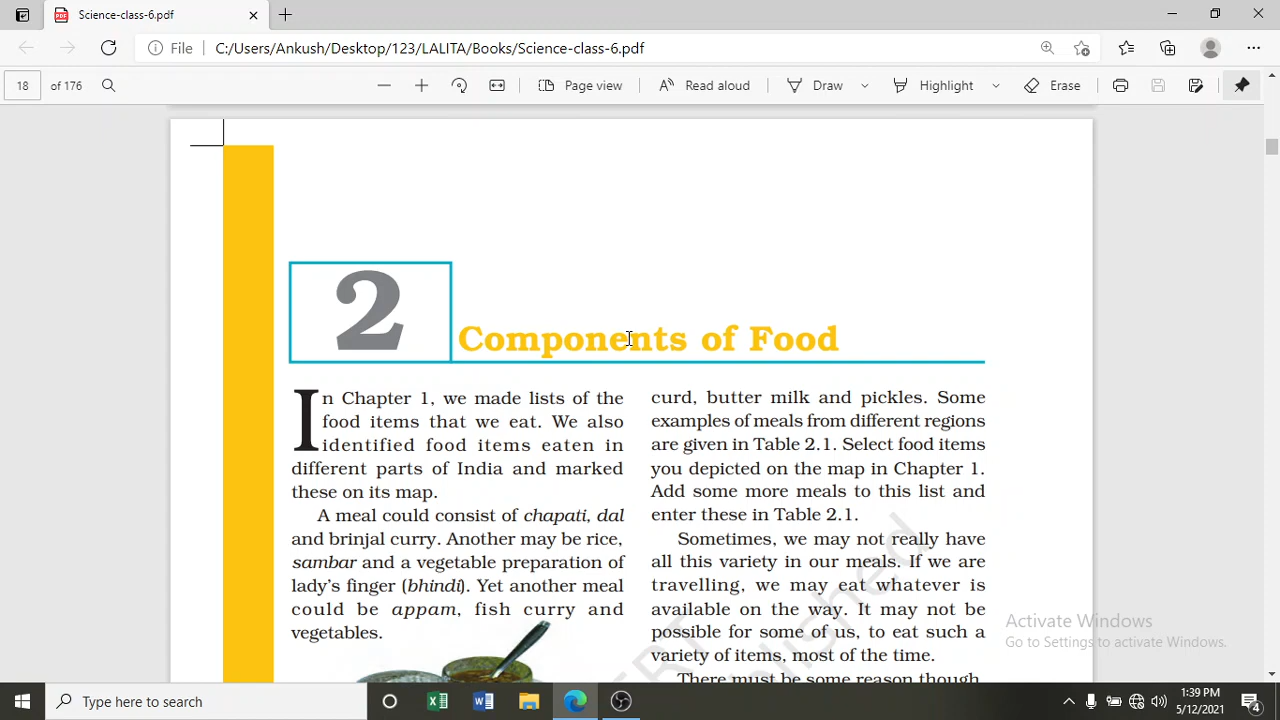 Science-class-6.pdf
File C:/Users/Ankush/Desktop/123/LALITA/Books/Science-class-6.pdf
18 of 176 Page view Read aloud Draw Highlight Erase
2
Components of Food
In Chapter 1, we made lists of the
food items that we eat. We also
identified food items eaten in
different parts of India and marked
these on its map.
A meal could consist of chapati, dal
and brinjal curry. Another may be rice,
sambar and a vegetable preparation of
lady's finger (bhindi). Yet another meal
could be appam, fish curry and
vegetables.
curd, butter milk and pickles. Some
examples of meals from different regions
are given in Table 2.1. Select food items
you depicted on the map in Chapter 1.
Add some more meals to this list and
enter these in Table 2.1.
Sometimes, we may not really have
all this variety in our meals. If we are
travelling, we may eat whatever is
available on the way. It may not be
possible for some of us, to eat such a
variety of items, most of the time.
There must be some reason though,
Activate Windows
Go to Settings to activate Windows.
Type here to search
1:39 PM
5/12/2021
4